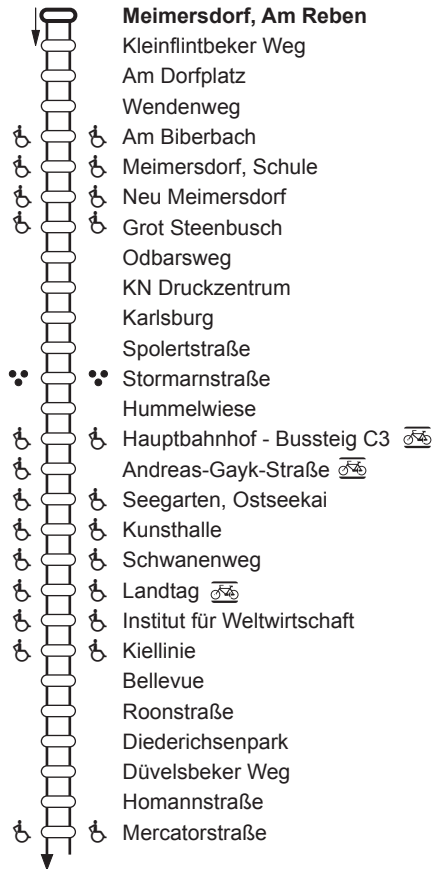 Meimersdorf, Am Reben
Kleinflintbeker Weg
Am Dorfplatz
Wendenweg
Am Biberbach
Meimersdorf, Schule
Neu Meimersdorf
Grot Steenbusch
Odbarsweg
KN Druckzentrum
Karlsburg
Spolertstraße
Stormarnstraße
Hummelwiese
Hauptbahnhof - Bussteig C3
Andreas-Gayk-Straße
Seegarten, Ostseekai
Kunsthalle
Schwanenweg
Landtag
Institut für Weltwirtschaft
Kiellinie
Bellevue
Roonstraße
Diederichsenpark
Düvelsbeker Weg
Homannstraße
Mercatorstraße